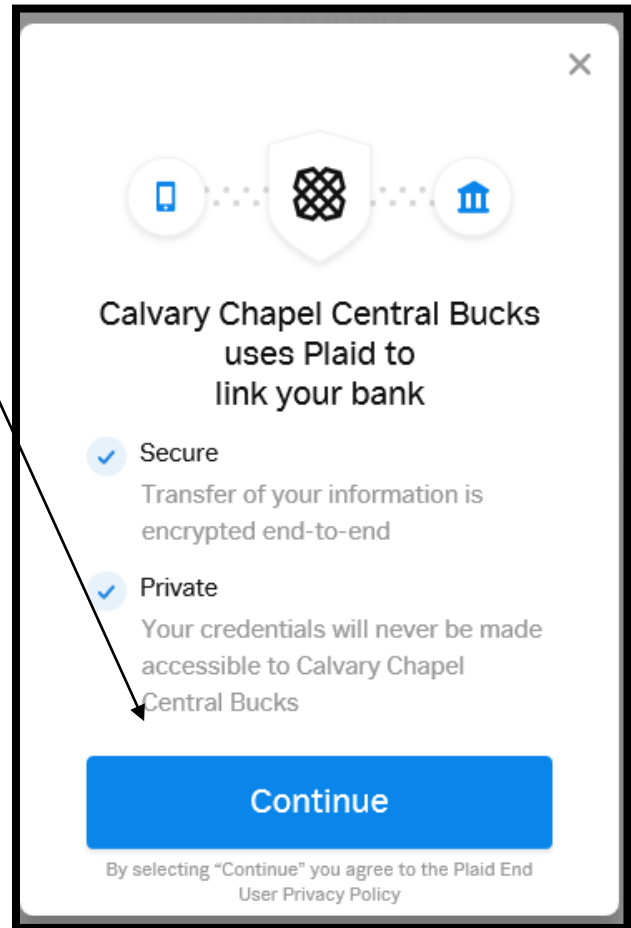 Calvary Chapel Central Bucks
uses Plaid to
link your bank
Secure
Transfer of your information is
encrypted end-to-end
Private
Your credentials will never be made
accessible to Calvary Chapel
Central Bucks
Continue
By selecting “Continue” you agree to the Plaid End
User Privacy Policy